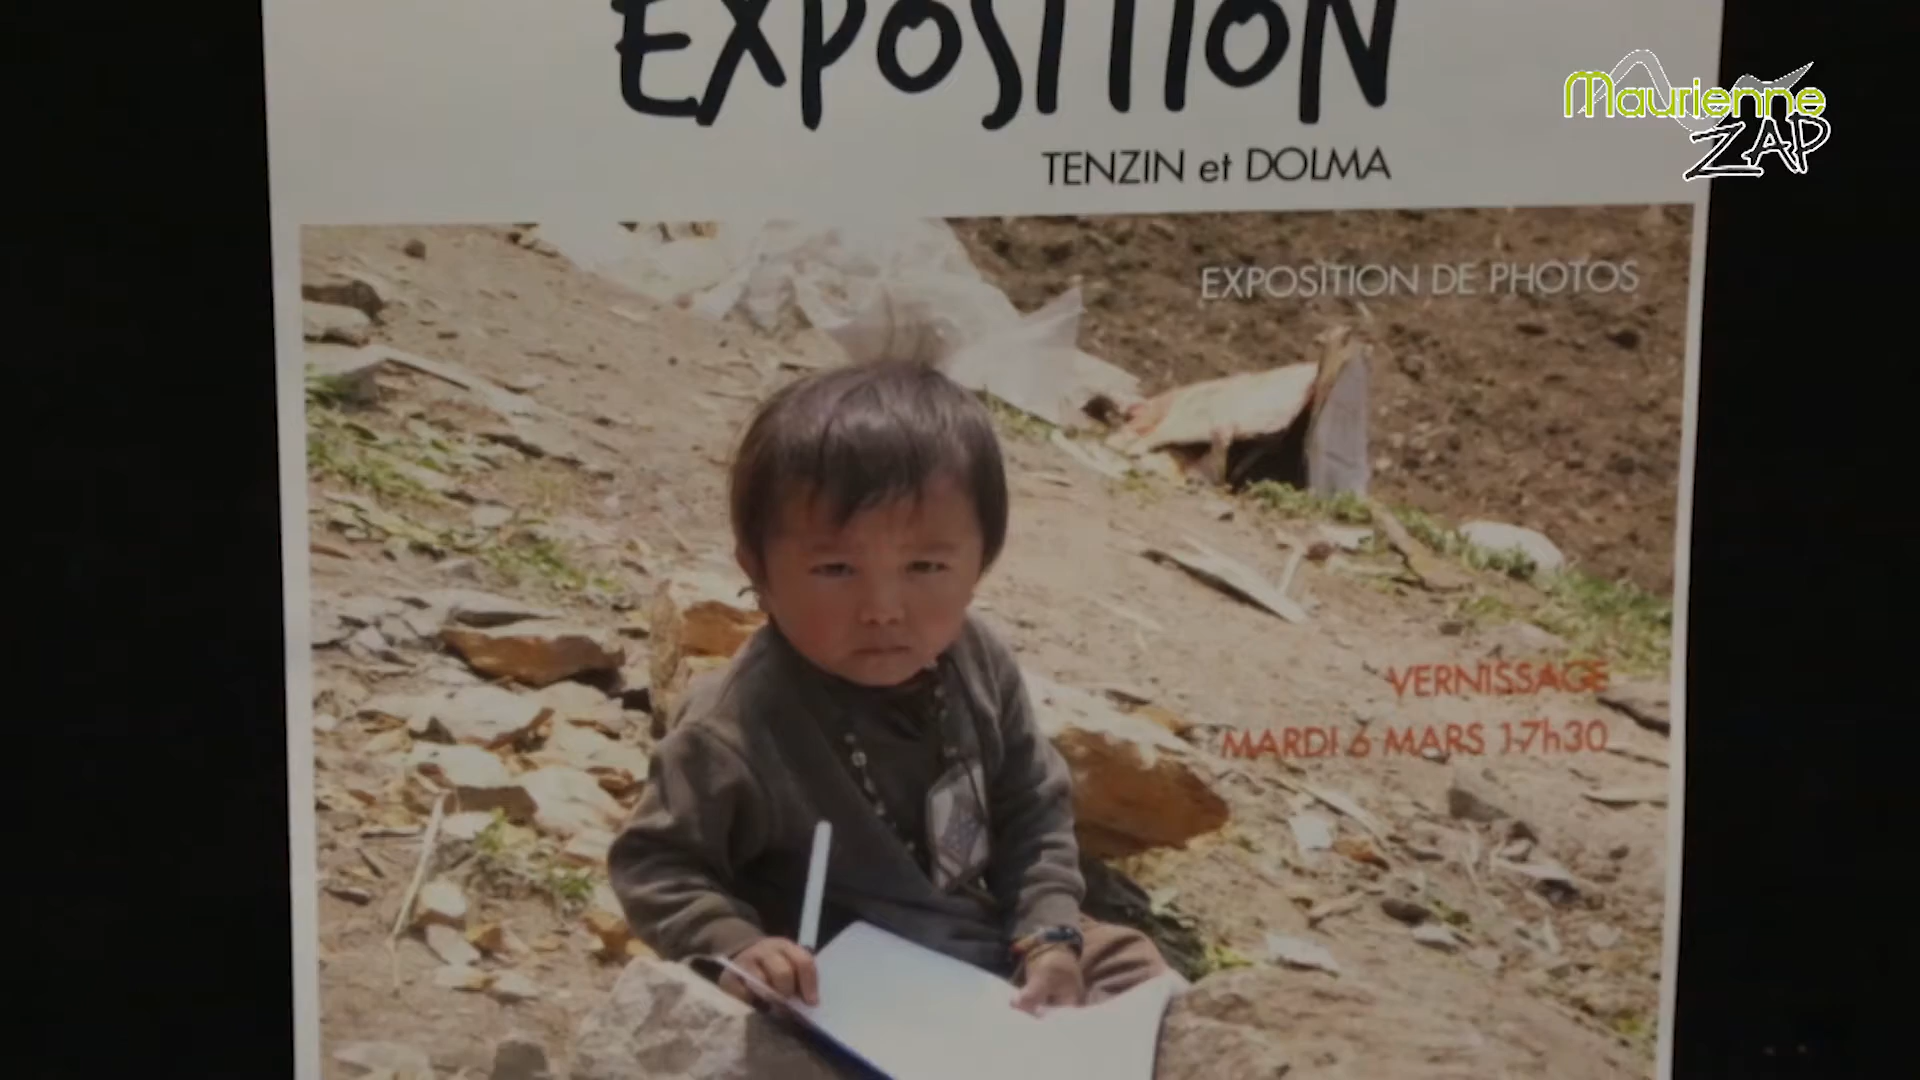 EXPOSITION
Maurienne
ZAP
TENZIN et DOLMA
EXPOSITION DE PHOTOS
VERNISSAGE
MARDI 6 MARS 17h30